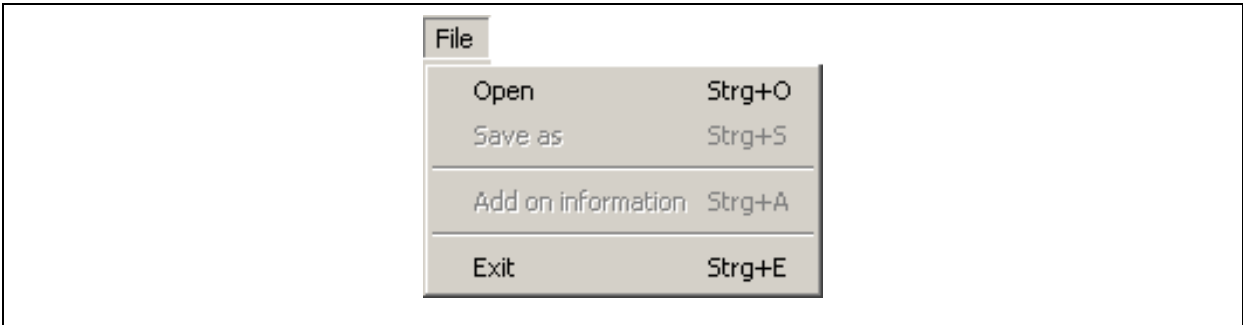 File
Open Strg+O
Save as Strg+S
Add on information Strg+A
Exit Strg+E